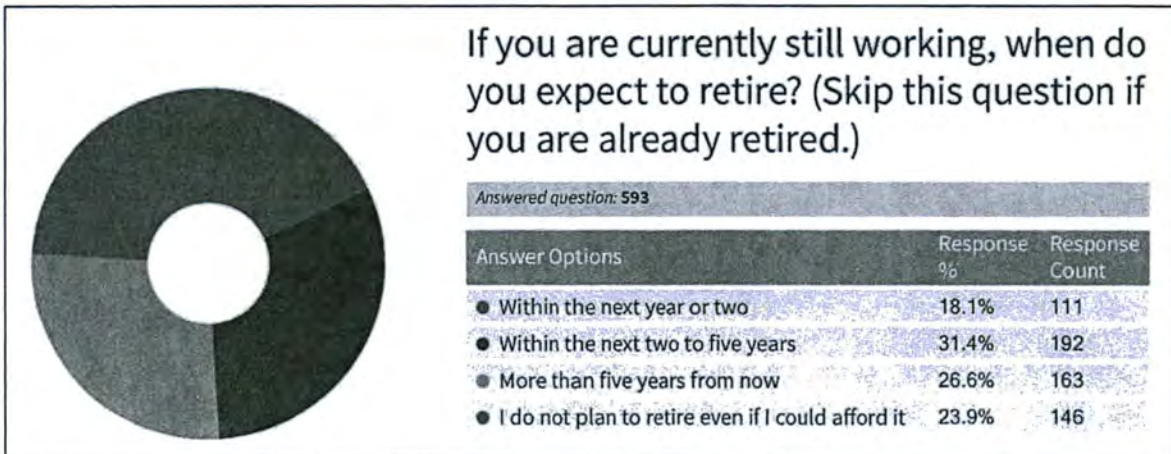 If you are currently still working, when do
you expect to retire? (Skip this question if
you are already retired.)
Answered question: 593
Answer Options Response % Response Count
Within the next year or two 18.1% 111
Within the next two to five years 31.4% 192
More than five years from now 26.6% 163
I do not plan to retire even if I could afford it 23.9% 146